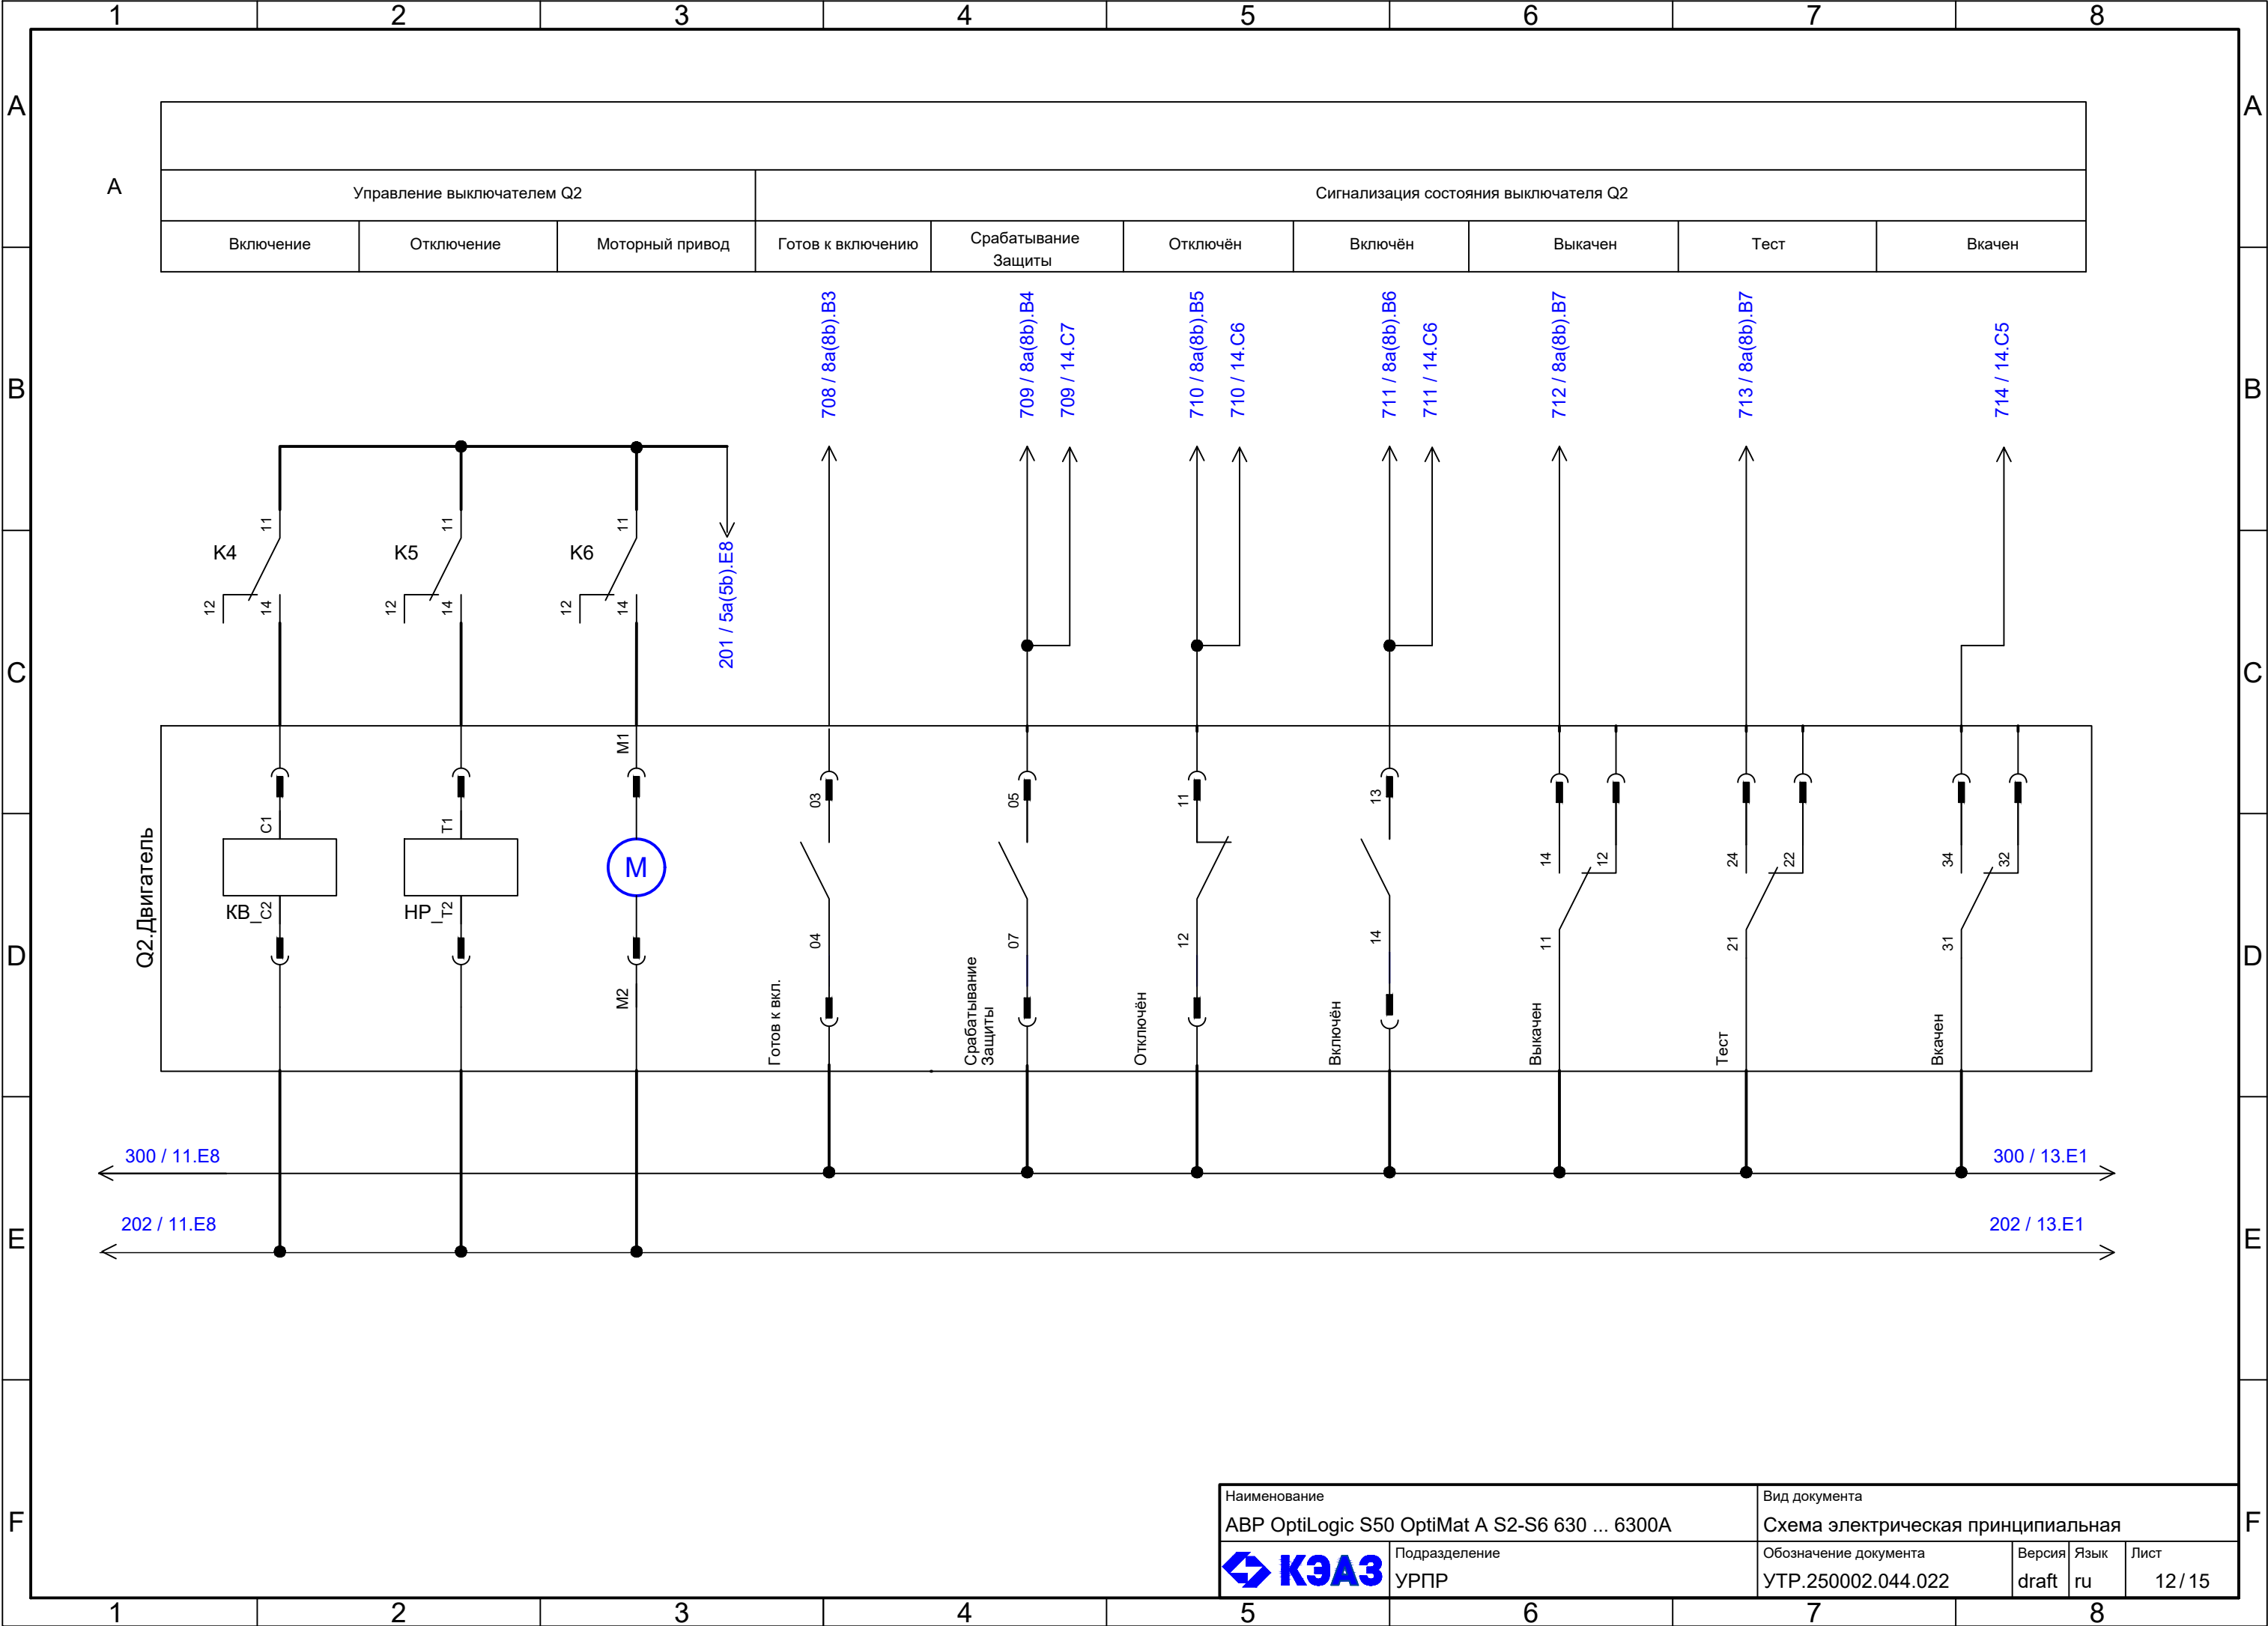 1 2 3 4 5 6 7 8
A A
A
Управление выключателем Q2 Сигнализация состояния выключателя Q2
Включение Отключение Моторный привод Готов к включению Срабатывание Защиты Отключён Включён Выкачен Тест Вкачен
B B
708 / 8a(8b).B3
709 / 8a(8b).B4
709 / 14.C7
710 / 8a(8b).B5
710 / 14.C6
711 / 8a(8b).B6
711 / 14.C6
712 / 8a(8b).B7
713 / 8a(8b).B7
714 / 14.C5
K4 11 12 14
K5 11 12 14
K6 11 12 14
201 / 5a(5b).E8
C C
Q2.Двигатель
C1
КВ_C2
T1
НР_T2
M1
M
M2
03
04
Готов к вкл.
05
07
Срабатывание
Защиты
11
12
Отключён
13
14
Включён
14 12
11
Выкачен
24 22
21
Тест
34 32
31
Вкачен
D D
300 / 11.E8 300 / 13.E1
202 / 11.E8 202 / 13.E1
E E
F F
Наименование
АВР OptiLogic S50 OptiMat A S2-S6 630 ... 6300A
Вид документа
Схема электрическая принципиальная
КЭАЗ
Подразделение
УРПР
Обозначение документа
УТР.250002.044.022
Версия
draft
Язык
ru
Лист
12 / 15
1 2 3 4 5 6 7 8